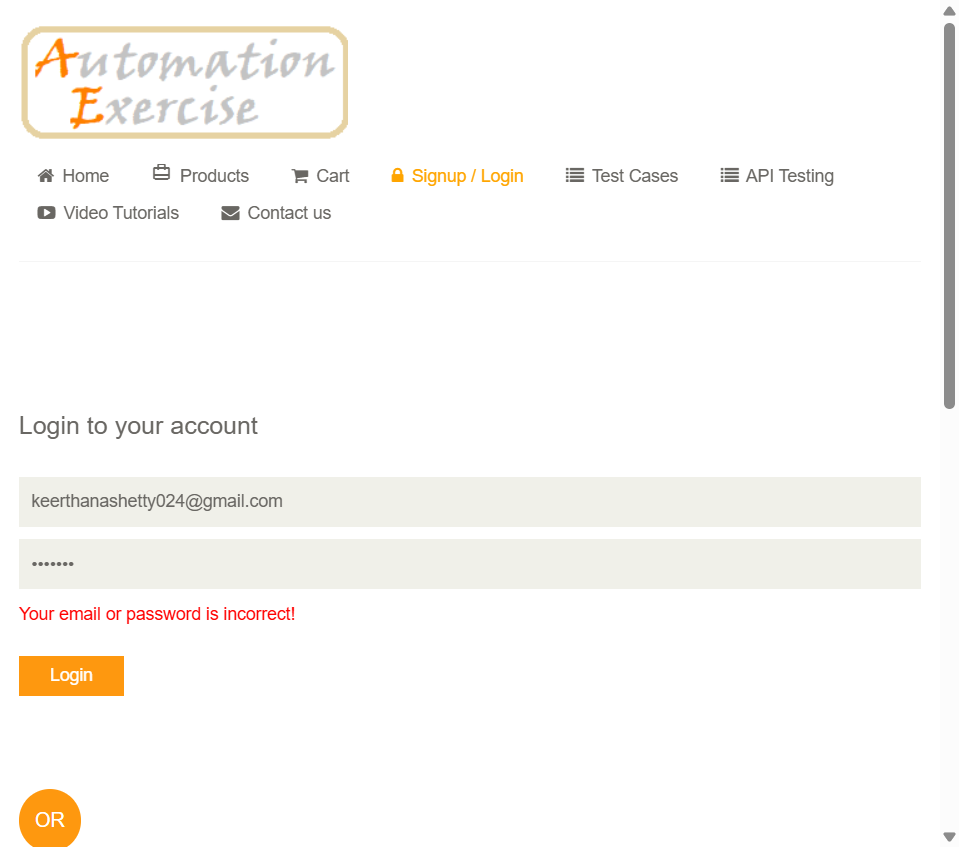 Automation
Exercise
Home Products Cart Signup / Login Test Cases API Testing
Video Tutorials Contact us
Login to your account
keerthanashetty024@gmail.com
•••••••
Your email or password is incorrect!
Login
OR